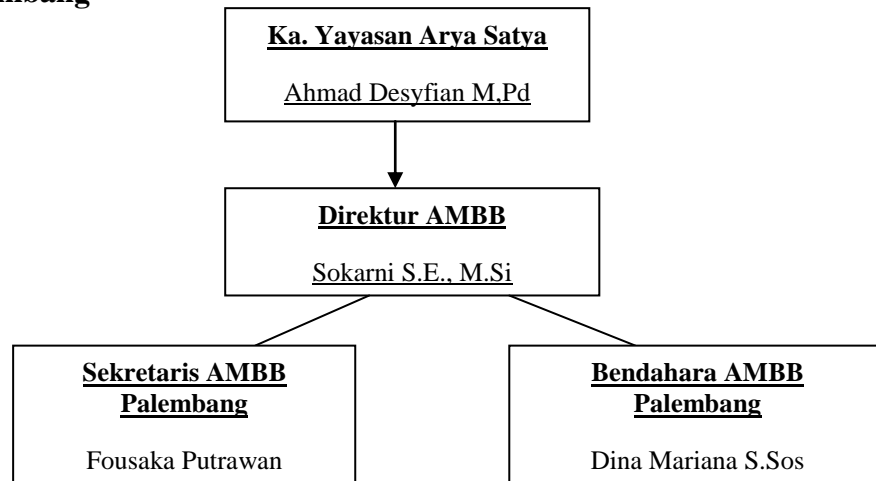 Ka. Yayasan Arya Satya
Ahmad Desyfian M,Pd
Direktur AMBB
Sokarni S.E., M.Si
Sekretaris AMBB
Palembang
Fousaka Putrawan
Bendahara AMBB
Palembang
Dina Mariana S.Sos